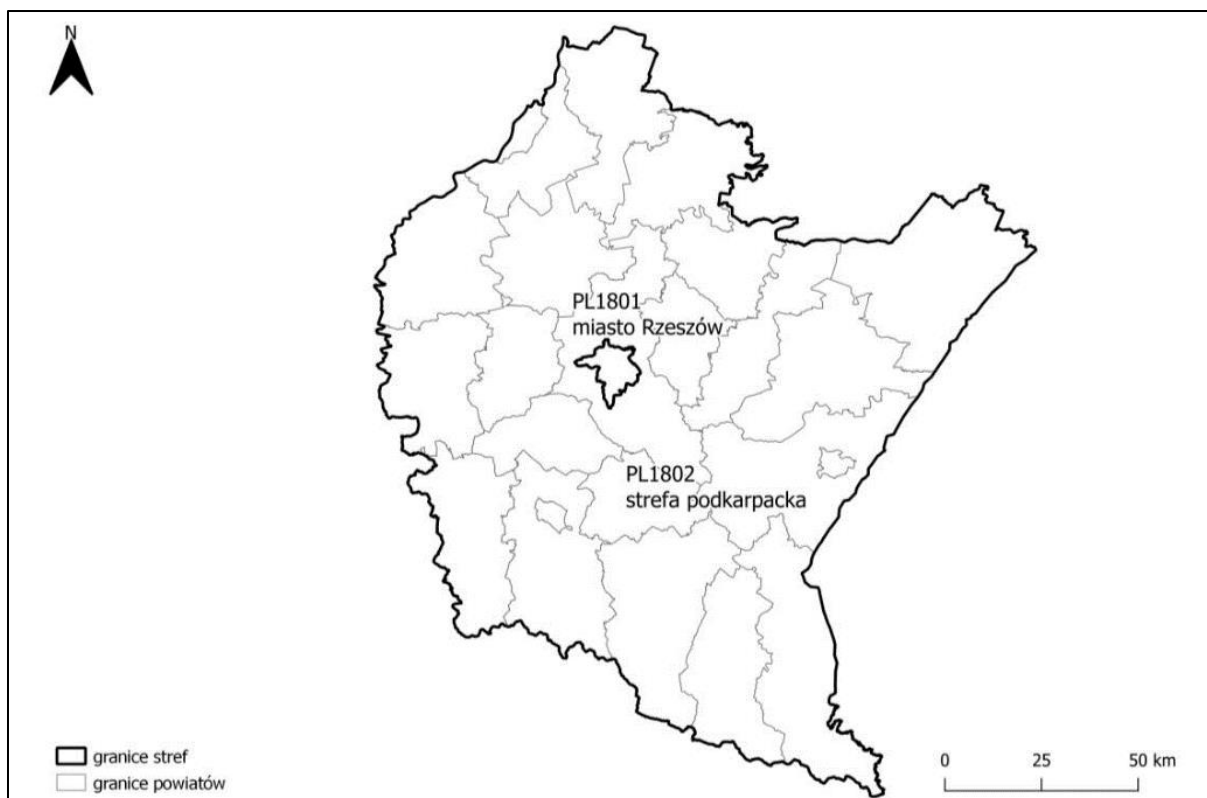 N
PL1801
miasto Rzeszów
PL1802
strefa podkarpacka
granice stref
granice powiatów
0 25 50 km